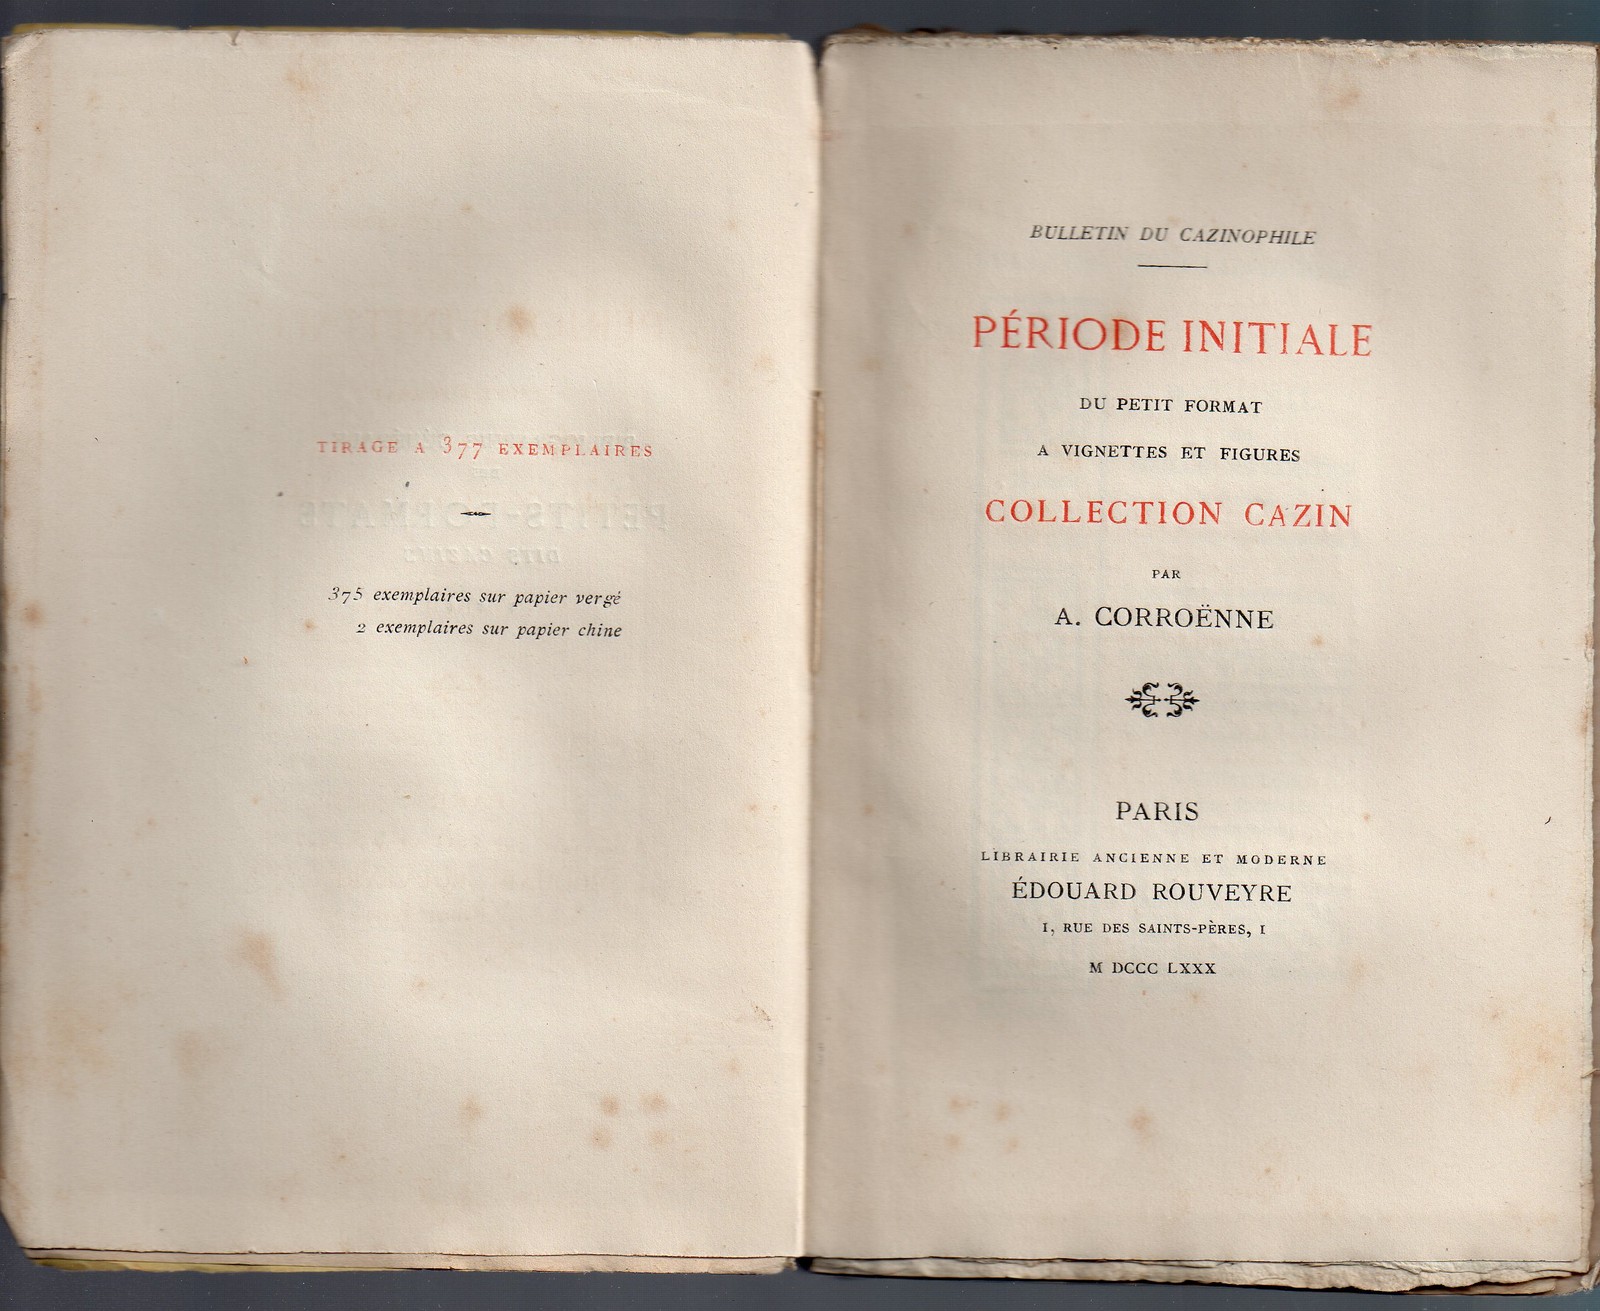 TIRAGE A 377 EXEMPLAIRES
375 exemplaires sur papier vergé
2 exemplaires sur papier chine
BULLETIN DU CAZINOPHILE
PÉRIODE INITIALE
DU PETIT FORMAT
A VIGNETTES ET FIGURES
COLLECTION CAZIN
PAR
A. CORROËNNE
PARIS
LIBRAIRIE ANCIENNE ET MODERNE
ÉDOUARD ROUVEYRE
1, RUE DES SAINTS-PÈRES, 1
M DCCC LXXX